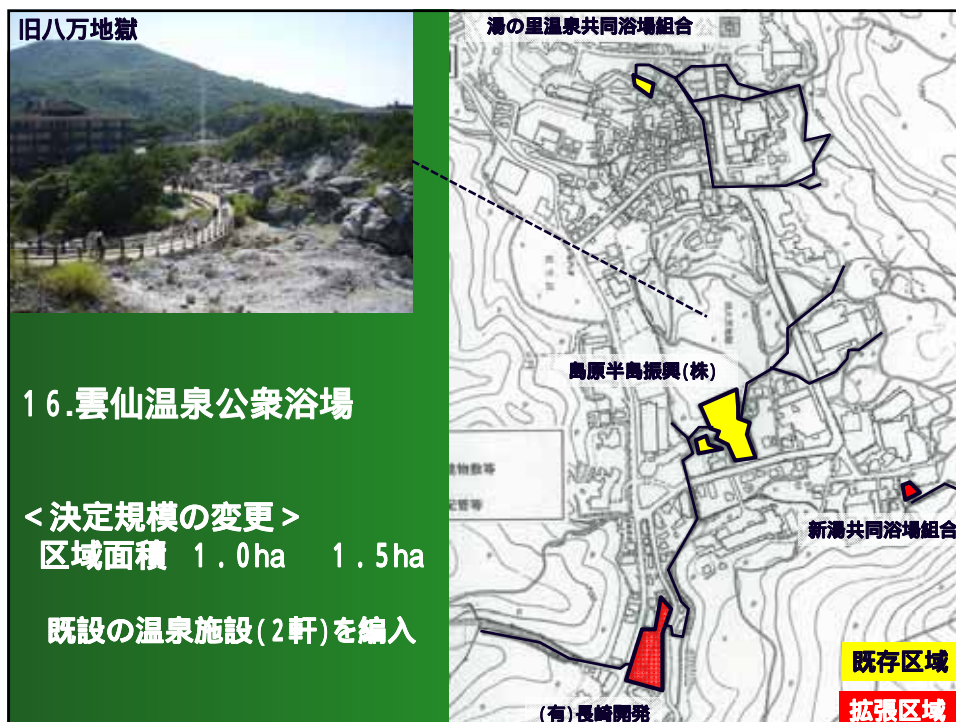 旧八万地獄
湯の里温泉共同浴場組合
島原半島振興(株)
16.雲仙温泉公衆浴場
<決定規模の変更>
区域面積 1.0ha 1.5ha
既設の温泉施設(2軒)を編入
新湯共同浴場組合
(有)長崎開発
既存区域
拡張区域